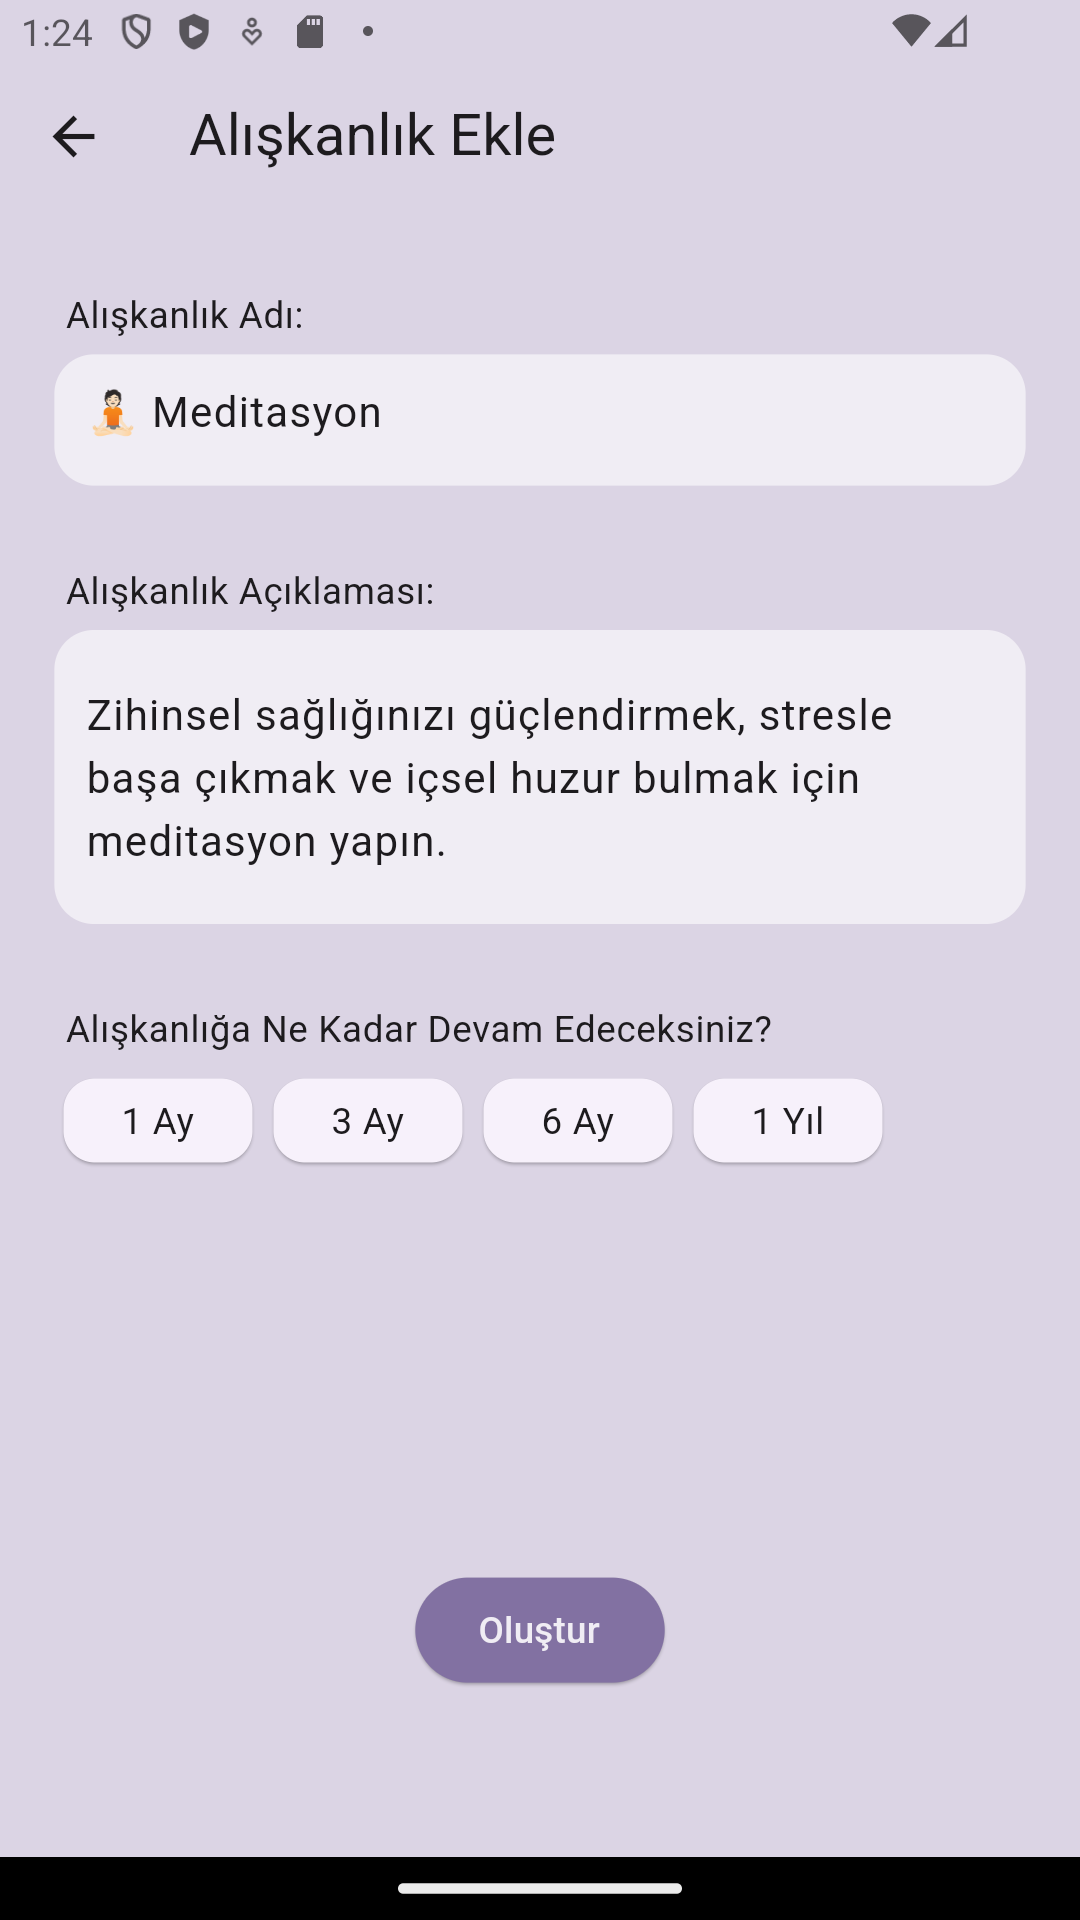 1:24
Alışkanlık Ekle
Alışkanlık Adı:
🧘🏻 Meditasyon
Alışkanlık Açıklaması:
Zihinsel sağlığınızı güçlendirmek, stresle
başa çıkmak ve içsel huzur bulmak için
meditasyon yapın.
Alışkanlığa Ne Kadar Devam Edeceksiniz?
1 Ay 3 Ay 6 Ay 1 Yıl
Oluştur